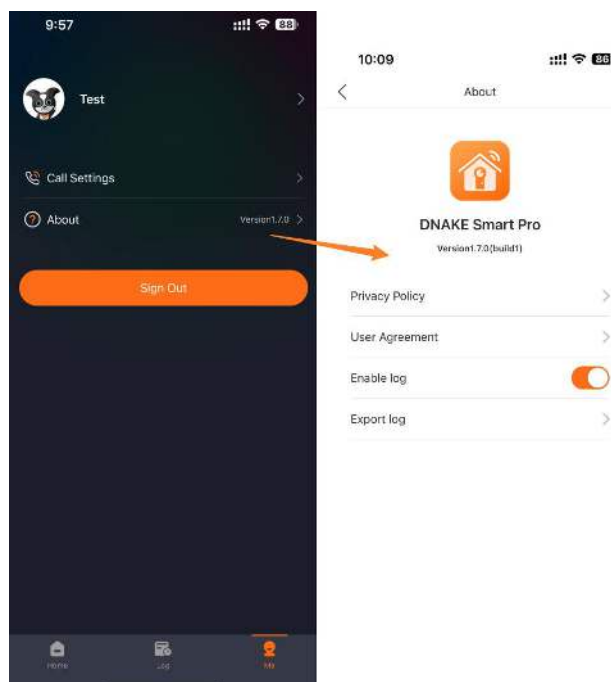 9:57
88
Test
Call Settings
About
Version1.7.0
Sign Out
Home
Log
Me
10:09
86
About
DNAKE Smart Pro
Version1.7.0(build1)
Privacy Policy
User Agreement
Enable log
Export log